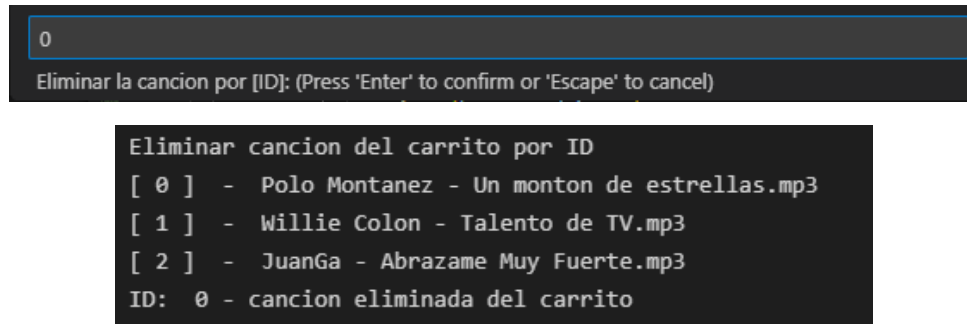 0
Eliminar la cancion por [ID]: (Press 'Enter' to confirm or 'Escape' to cancel)
Eliminar cancion del carrito por ID
[ 0 ]  -  Polo Montanez - Un monton de estrellas.mp3
[ 1 ]  -  Willie Colon - Talento de TV.mp3
[ 2 ]  -  JuanGa - Abrazame Muy Fuerte.mp3
ID:  0 - cancion eliminada del carrito